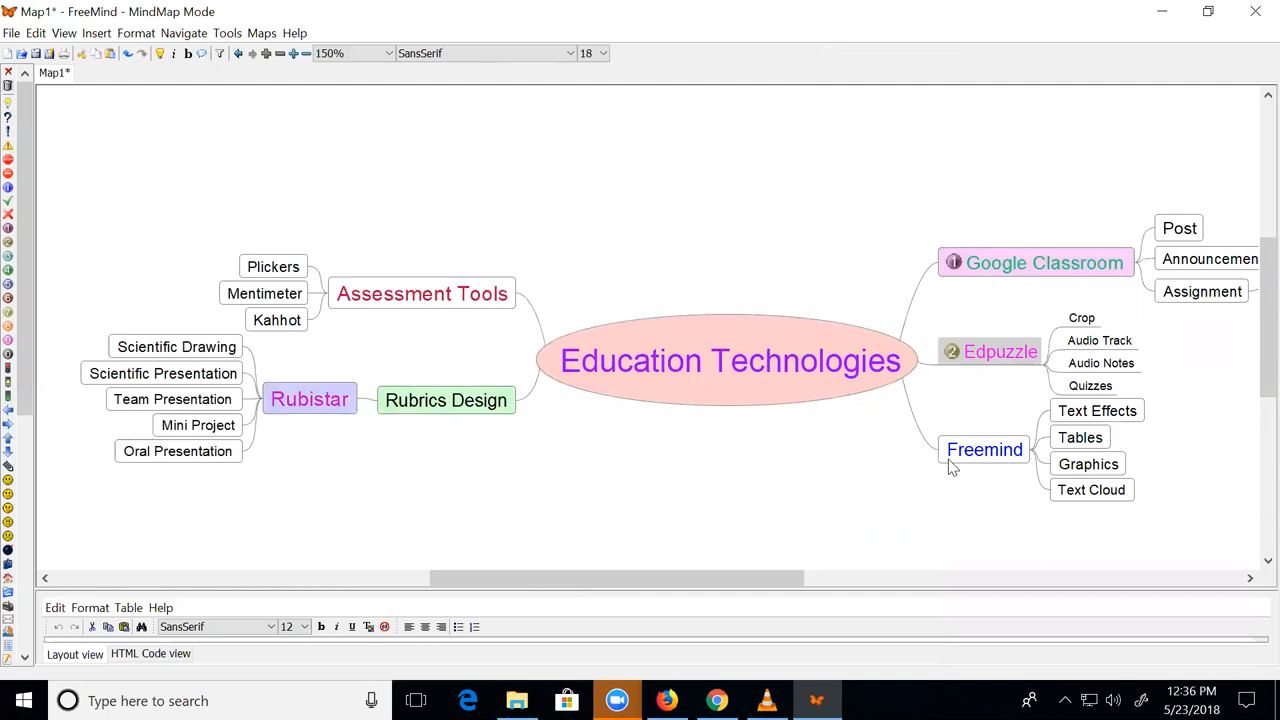 Map1* - FreeMind - MindMap Mode
File Edit View Insert Format Navigate Tools Maps Help
150% SansSerif 18
Map1*
Post
Google Classroom
Announcemen
Assignment
Plickers
Mentimeter
Kahhot
Assessment Tools
Education Technologies
Edpuzzle
Crop
Audio Track
Audio Notes
Quizzes
Scientific Drawing
Scientific Presentation
Team Presentation
Mini Project
Oral Presentation
Rubistar
Rubrics Design
Freemind
Text Effects
Tables
Graphics
Text Cloud
Edit Format Table Help
SansSerif 12
Layout view HTML Code view
Type here to search
12:36 PM
5/23/2018